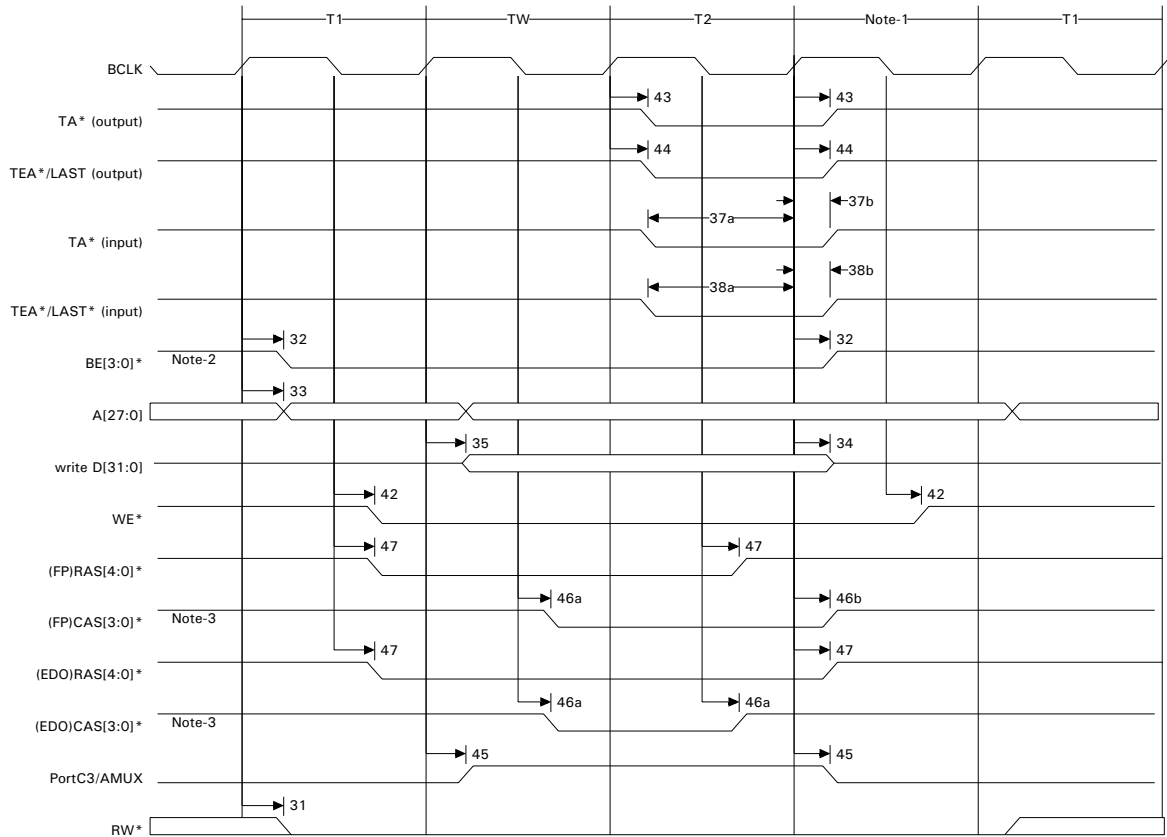 T1 TW T2 Note-1 T1
BCLK
43 43
TA* (output)
44 44
TEA*/LAST (output)
37b
37a
TA* (input)
38b
38a
TEA*/LAST* (input)
32 32
BE[3:0]* Note-2
33
A[27:0]
35 34
write D[31:0]
42 42
WE*
47 47
(FP)RAS[4:0]*
46a 46b
(FP)CAS[3:0]* Note-3
47 47
(EDO)RAS[4:0]*
46a 46a
(EDO)CAS[3:0]* Note-3
45 45
PortC3/AMUX
31
RW*